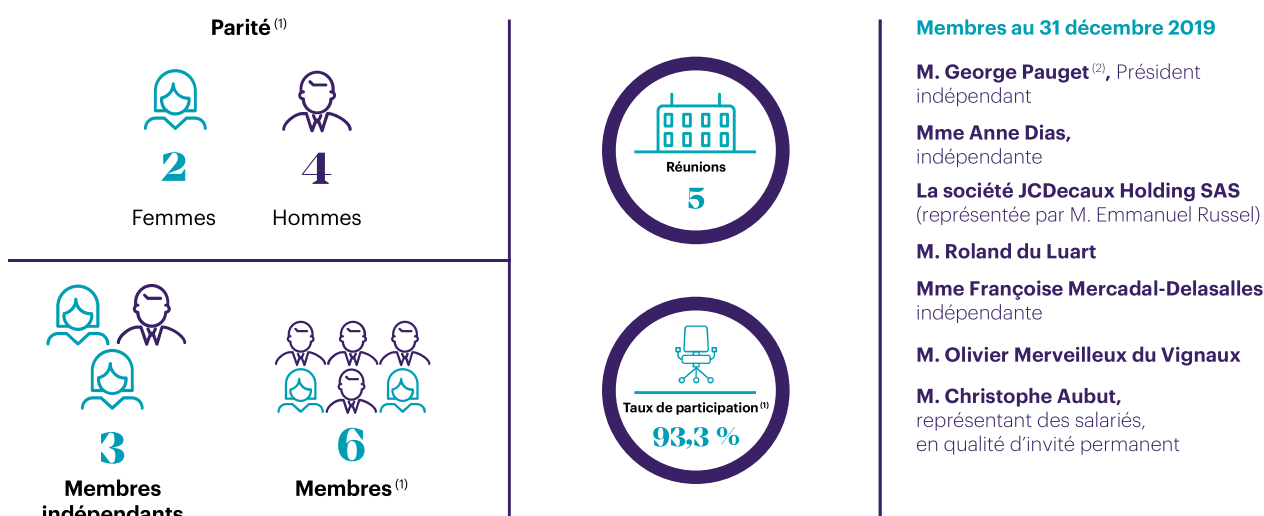 Parité (1)
2
4
Femmes
Hommes
3
Membres
indépendants
6
Membres (1)
Réunions
5
Taux de participation (1)
93,3 %
Membres au 31 décembre 2019
M. George Pauget (2), Président
indépendant
Mme Anne Dias,
indépendante
La société JCDecaux Holding SAS
(représentée par M. Emmanuel Russel)
M. Roland du Luart
Mme Françoise Mercadal-Delasalles
indépendante
M. Olivier Merveilleux du Vignaux
M. Christophe Aubut,
représentant des salariés,
en qualité d’invité permanent